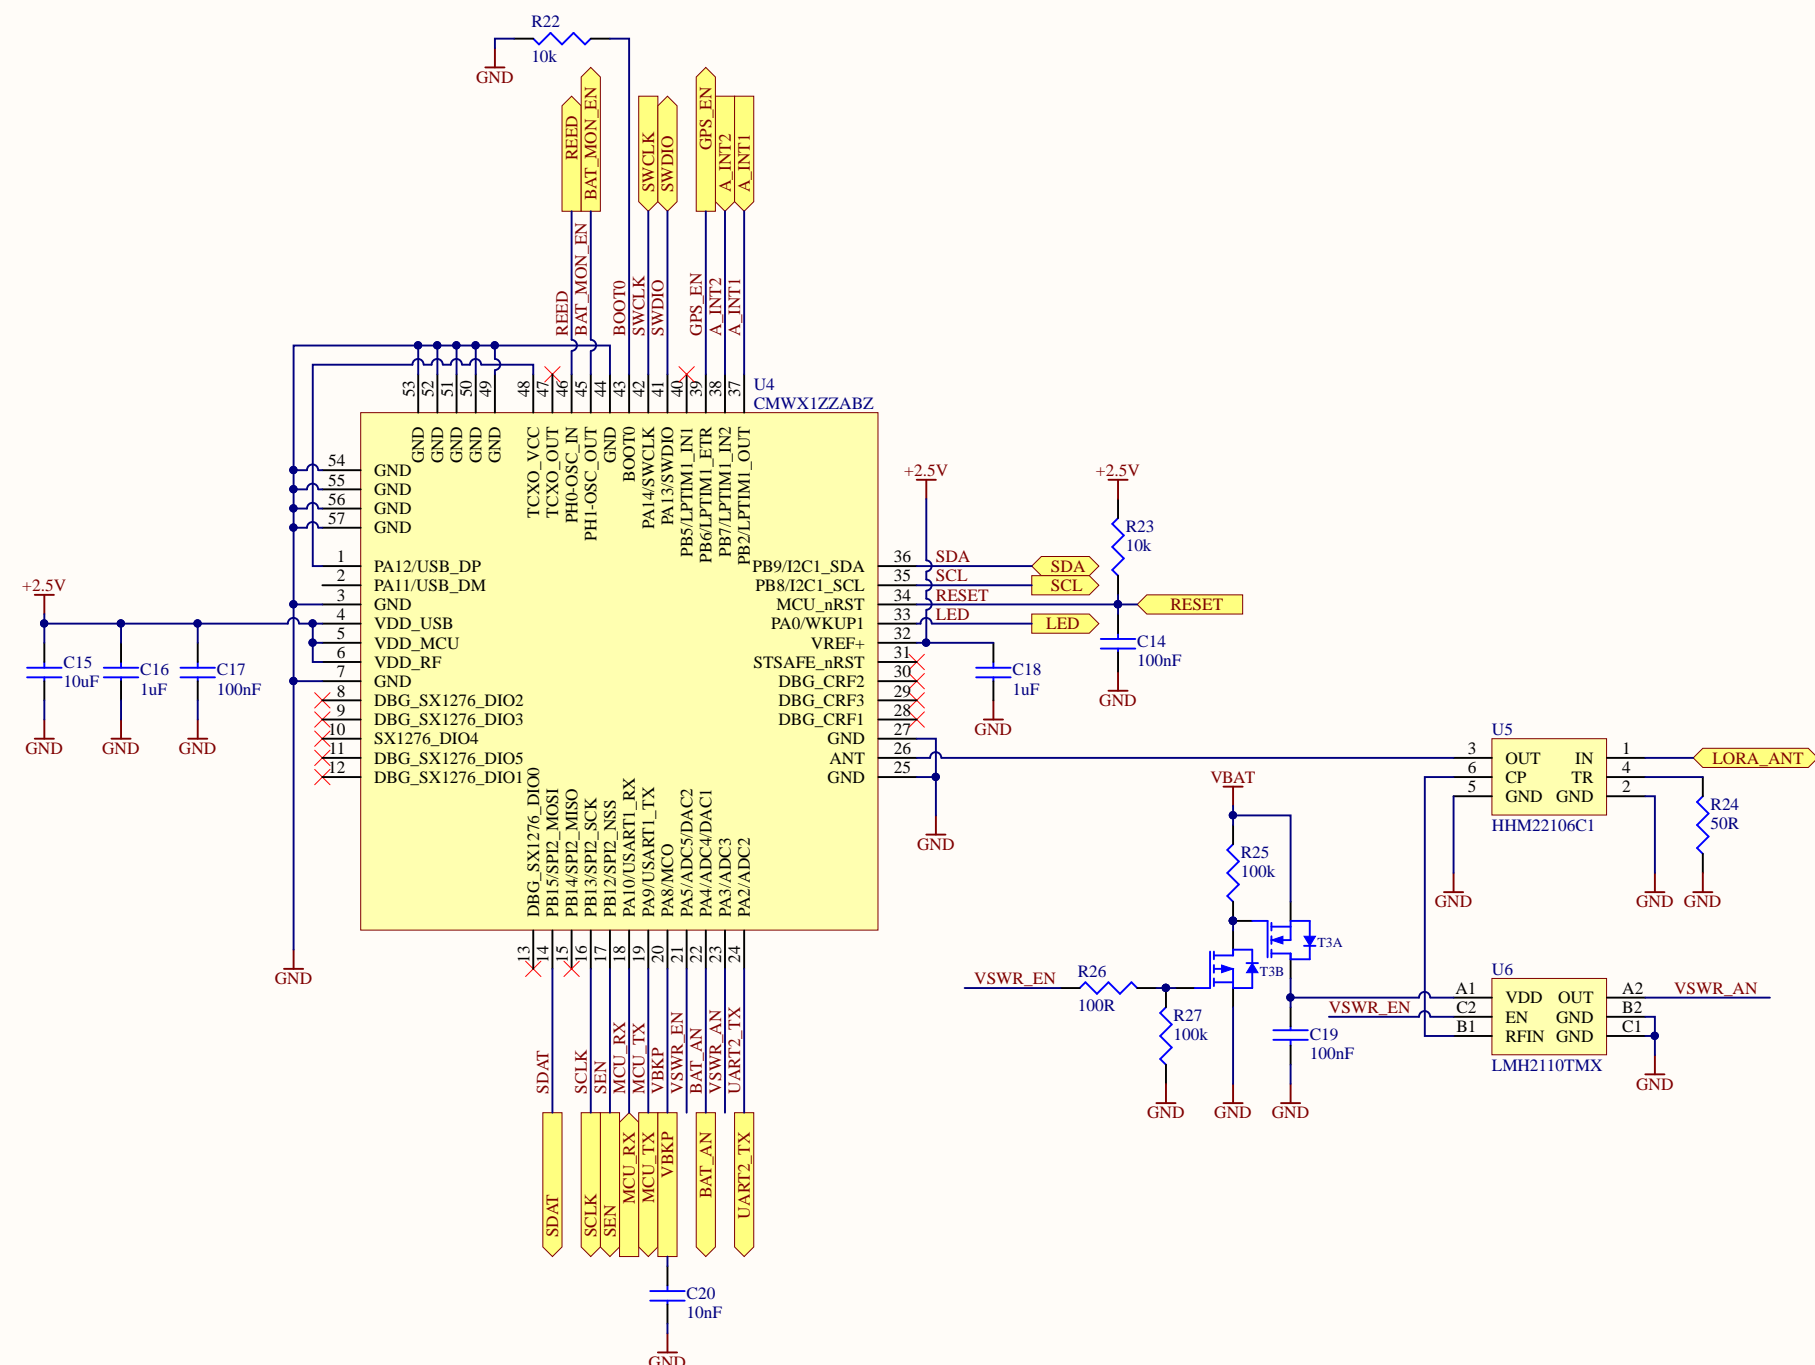 R22
10k
GND
REED
BAT_MON_EN
SWCLK
SWDIO
GPS_EN
A_INT2
A_INT1
REED
BAT_MON_EN
BOOT0
SWCLK
SWDIO
GPS_EN
A_INT2
A_INT1
53
52
51
50
49
48
47
46
45
44
43
42
41
40
39
38
37
U4
CMWX1ZZABZ
GND
GND
GND
GND
GND
TCXO_VCC
TCXO_OUT
PH0-OSC_IN
PH1-OSC_OUT
GND
BOOT0
PA14/SWCLK
PA13/SWDIO
PB5/LPTIM1_IN1
PB6/LPTIM1_ETR
PB7/LPTIM1_IN2
PB2/LPTIM1_OUT
54 GND
55 GND
56 GND
57 GND
1 PA12/USB_DP
2 PA11/USB_DM
3 GND
4 VDD_USB
5 VDD_MCU
6 VDD_RF
7 GND
8 DBG_SX1276_DIO2
9 DBG_SX1276_DIO3
10 SX1276_DIO4
11 DBG_SX1276_DIO5
12 DBG_SX1276_DIO1
+2.5V
C15
10uF
GND
C16
1uF
GND
C17
100nF
GND
GND
PB9/I2C1_SDA 36 SDA SDA
PB8/I2C1_SCL 35 SCL SCL
MCU_nRST 34 RESET RESET
PA0/WKUP1 33 LED LED
VREF+ 32
STSAFE_nRST 31
DBG_CRF2 30
DBG_CRF3 29
DBG_CRF1 28
GND 27
ANT 26
GND 25
+2.5V
+2.5V
R23
10k
C14
100nF
GND
C18
1uF
GND
GND
DBG_SX1276_DIO0
PB15/SPI2_MOSI
PB14/SPI2_MISO
PB13/SPI2_SCK
PB12/SPI2_NSS
PA10/USART1_RX
PA9/USART1_TX
PA8/MCO
PA5/ADC5/DAC2
PA4/ADC4/DAC1
PA3/ADC3
PA2/ADC2
13
14
15
16
17
18
19
20
21
22
23
24
SDAT
SCLK
SEN
MCU_RX
MCU_TX
VBKP
VSWR_EN
BAT_AN
VSWR_AN
UART2_TX
SDAT
SCLK
SEN
MCU_RX
MCU_TX
VBKP
BAT_AN
UART2_TX
C20
10nF
GND
VBAT
R25
100k
T3A
T3B
VSWR_EN
R26
100R
R27
100k
GND
GND
C19
100nF
GND
U5
3 OUT IN 1
6 CP TR 4
5 GND GND 2
HHM22106C1
LORA_ANT
R24
50R
GND
GND
GND
U6
A1 VDD OUT A2 VSWR_AN
VSWR_EN C2 EN GND B2
B1 RFIN GND C1
LMH2110TMX
GND